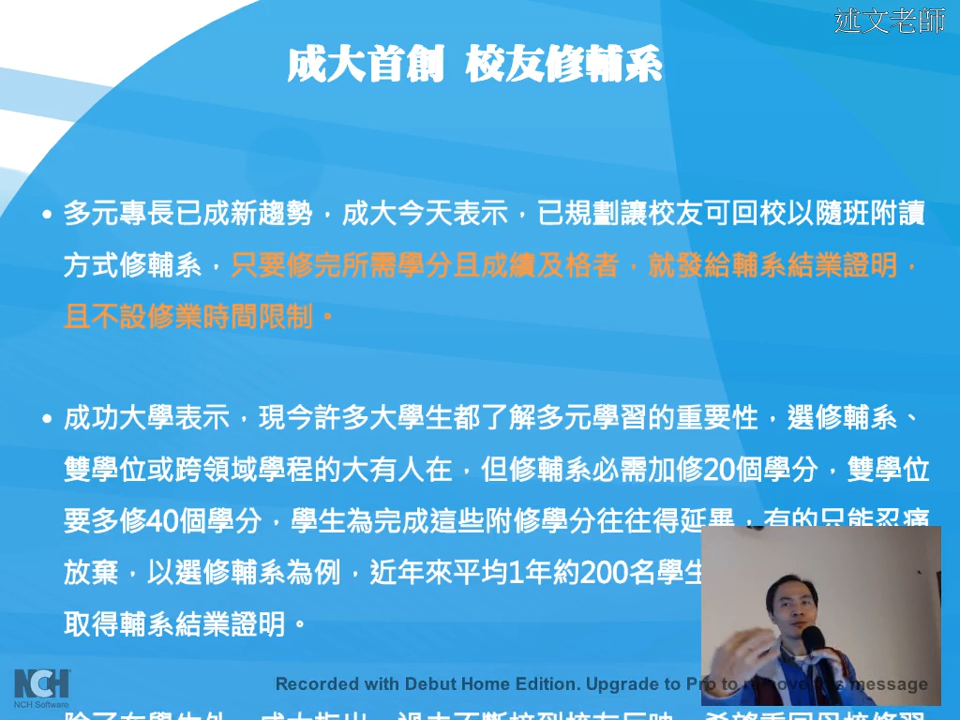 述文老師
成大首創 校友修輔系
• 多元專長已成新趨勢，成大今天表示，已規劃讓校友可回校以隨班附讀
方式修輔系，只要修完所需學分且成績及格者，就發給輔系結業證明，
且不設修業時間限制。
• 成功大學表示，現今許多大學生都了解多元學習的重要性，選修輔系、
雙學位或跨領域學程的大有人在，但修輔系必需加修20個學分，雙學位
要多修40個學分，學生為完成這些附修學分往往得延畢，有的只能忍痛
放棄，以選修輔系為例，近年來平均1年約200名學生
取得輔系結業證明。
NCH
NCH Software
Recorded with Debut Home Edition. Upgrade to Pro to remove this message